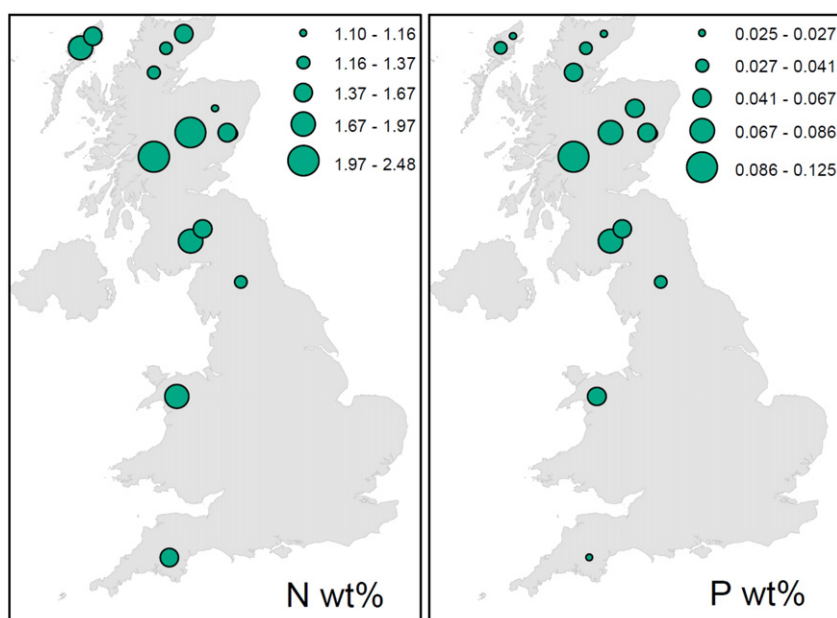 1.10 - 1.16
1.16 - 1.37
1.37 - 1.67
1.67 - 1.97
1.97 - 2.48
N wt%
0.025 - 0.027
0.027 - 0.041
0.041 - 0.067
0.067 - 0.086
0.086 - 0.125
P wt%